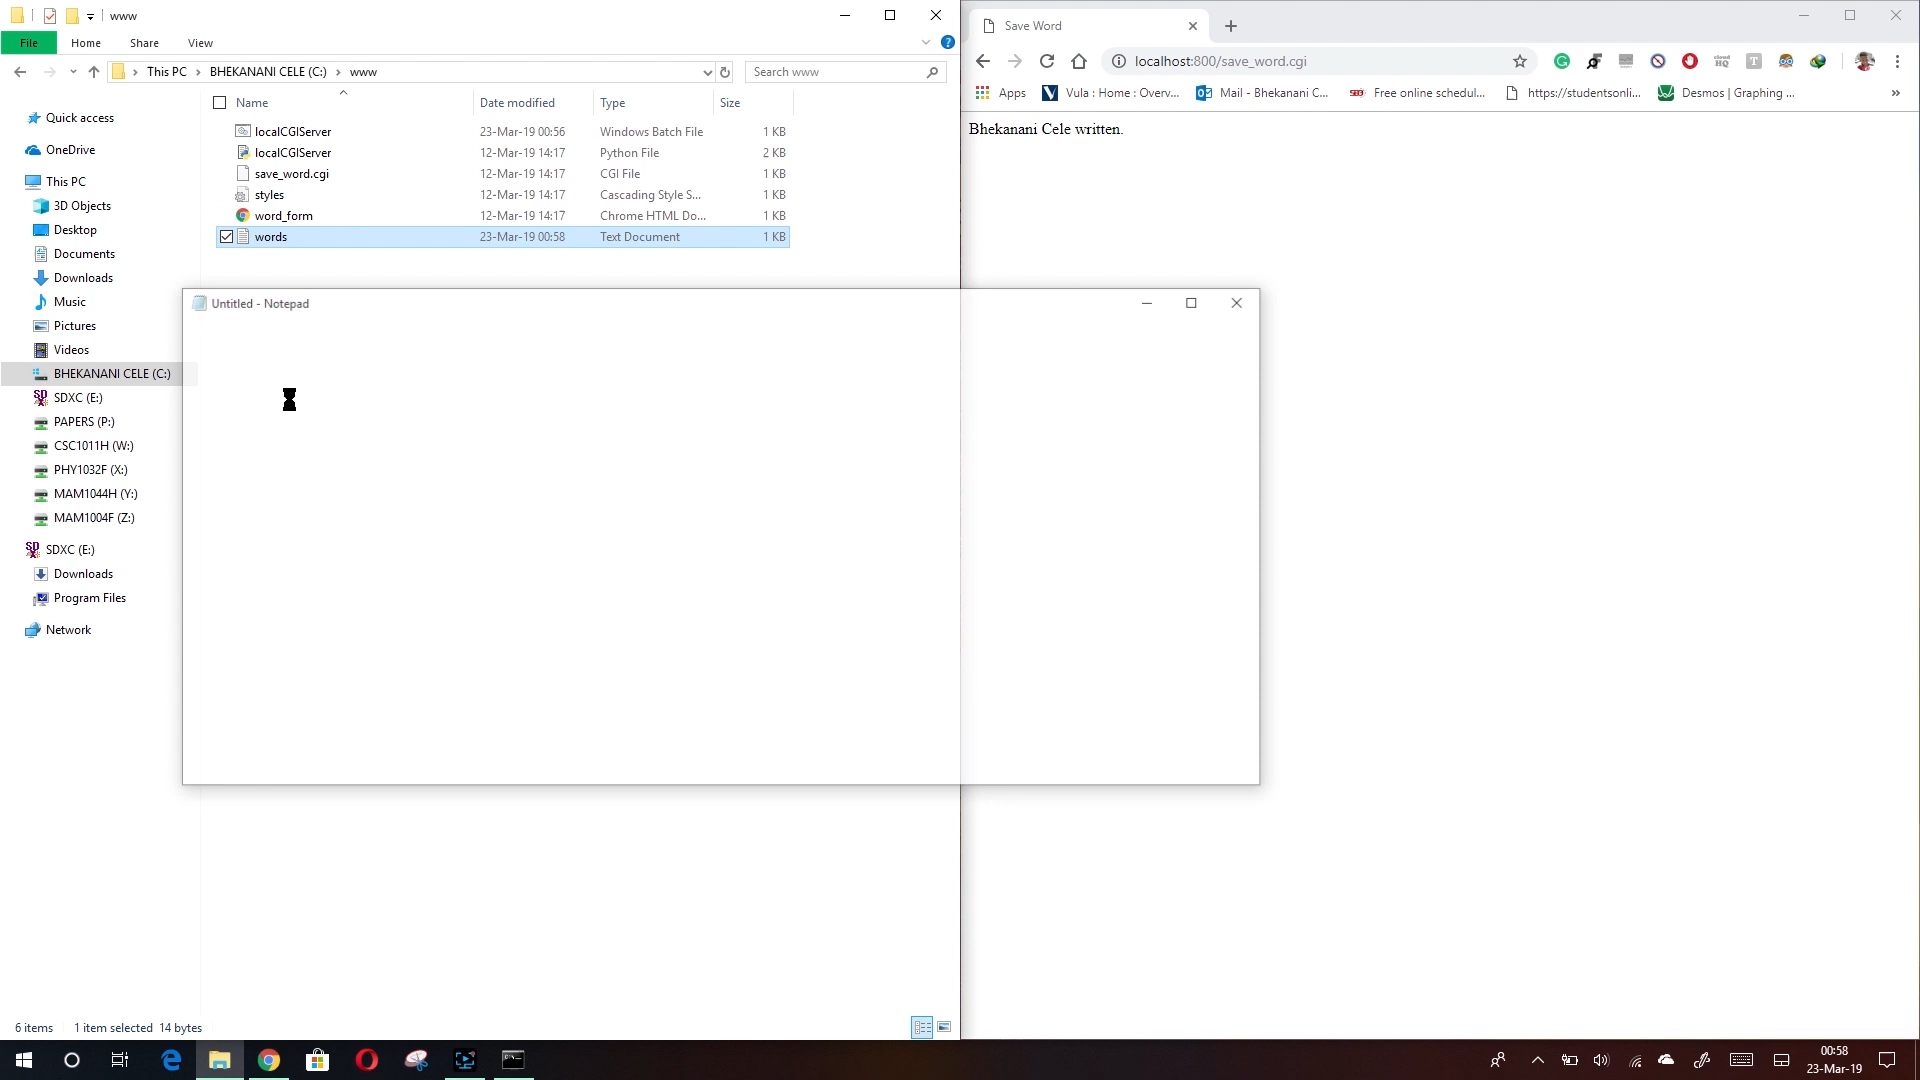 www
File
Home
Share
View
This PC
BHEKANANI CELE (C:)
www
Search www
Name
Date modified
Type
Size
localCGIServer
23-Mar-19 00:56
Windows Batch File
1 KB
localCGIServer
12-Mar-19 14:17
Python File
2 KB
save_word.cgi
12-Mar-19 14:17
CGI File
1 KB
styles
12-Mar-19 14:17
Cascading Style S...
1 KB
word_form
12-Mar-19 14:17
Chrome HTML Do...
1 KB
words
23-Mar-19 00:58
Text Document
1 KB
Quick access
OneDrive
This PC
3D Objects
Desktop
Documents
Downloads
Music
Pictures
Videos
BHEKANANI CELE (C:)
SDXC (E:)
PAPERS (P:)
CSC1011H (W:)
PHY1032F (X:)
MAM1044H (Y:)
MAM1004F (Z:)
SDXC (E:)
Downloads
Program Files
Network
6 items
1 item selected 14 bytes
Untitled - Notepad
Save Word
localhost:800/save_word.cgi
Apps
Vula : Home : Overv...
Mail - Bhekanani C...
Free online schedul...
https://studentsonli...
Desmos | Graphing ...
Bhekanani Cele written.
00:58
23-Mar-19